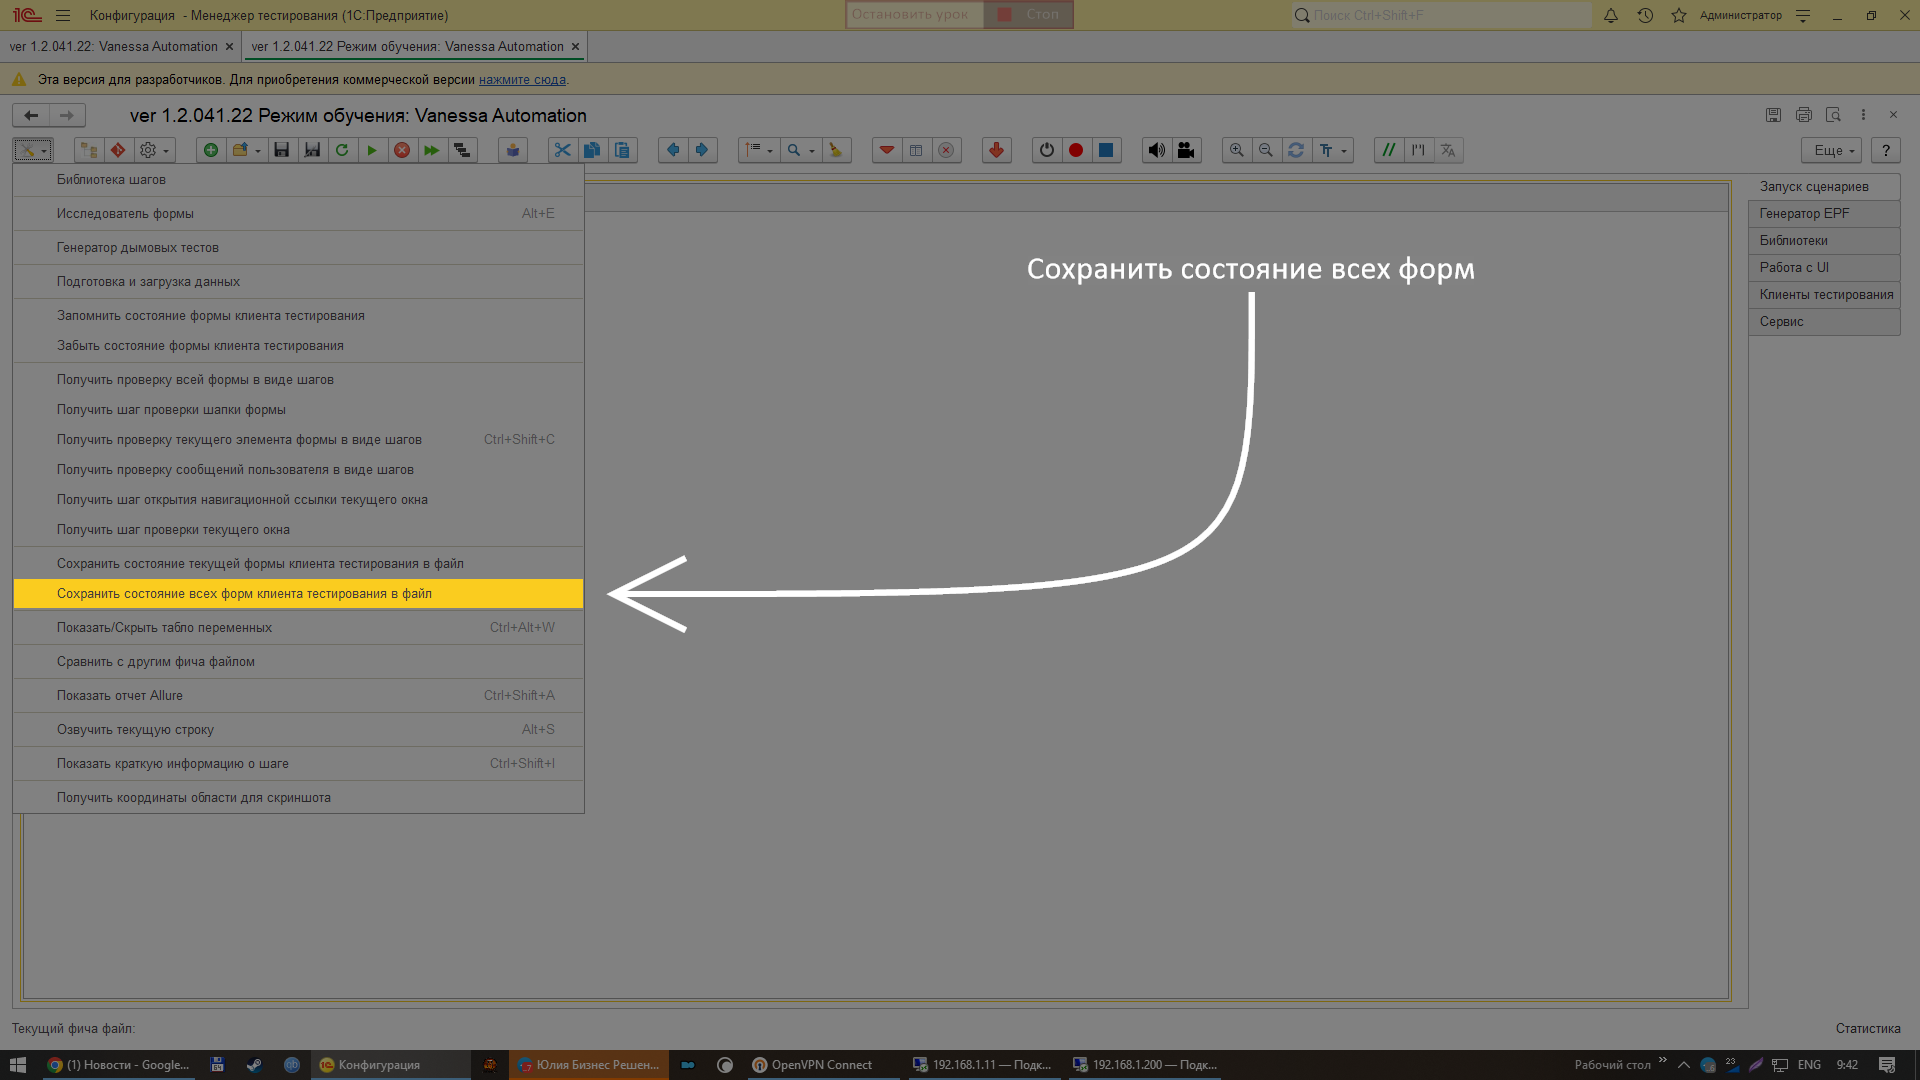 Конфигурация - Менеджер тестирования (1С:Предприятие)
Остановить урок
Стоп
Поиск Ctrl+Shift+F
Администратор
ver 1.2.041.22: Vanessa Automation
ver 1.2.041.22 Режим обучения: Vanessa Automation
Эта версия для разработчиков. Для приобретения коммерческой версии нажмите сюда.
ver 1.2.041.22 Режим обучения: Vanessa Automation
Еще
?
Библиотека шагов
Исследователь формы Alt+E
Генератор дымовых тестов
Подготовка и загрузка данных
Запомнить состояние формы клиента тестирования
Забыть состояние формы клиента тестирования
Получить проверку всей формы в виде шагов
Получить шаг проверки шапки формы
Получить проверку текущего элемента формы в виде шагов Ctrl+Shift+C
Получить проверку сообщений пользователя в виде шагов
Получить шаг открытия навигационной ссылки текущего окна
Получить шаг проверки текущего окна
Сохранить состояние текущей формы клиента тестирования в файл
Сохранить состояние всех форм клиента тестирования в файл
Показать/Скрыть табло переменных Ctrl+Alt+W
Сравнить с другим фича файлом
Показать отчет Allure Ctrl+Shift+A
Озвучить текущую строку Alt+S
Показать краткую информацию о шаге Ctrl+Shift+I
Получить координаты области для скриншота
Сохранить состояние всех форм
Запуск сценариев
Генератор EPF
Библиотеки
Работа с UI
Клиенты тестирования
Сервис
Текущий фича файл:
Статистика
(1) Новости - Google...
Конфигурация
Юлия Бизнес Решен...
OpenVPN Connect
192.168.1.11 — Подк...
192.168.1.200 — Подк...
Рабочий стол
23
ENG
9:42